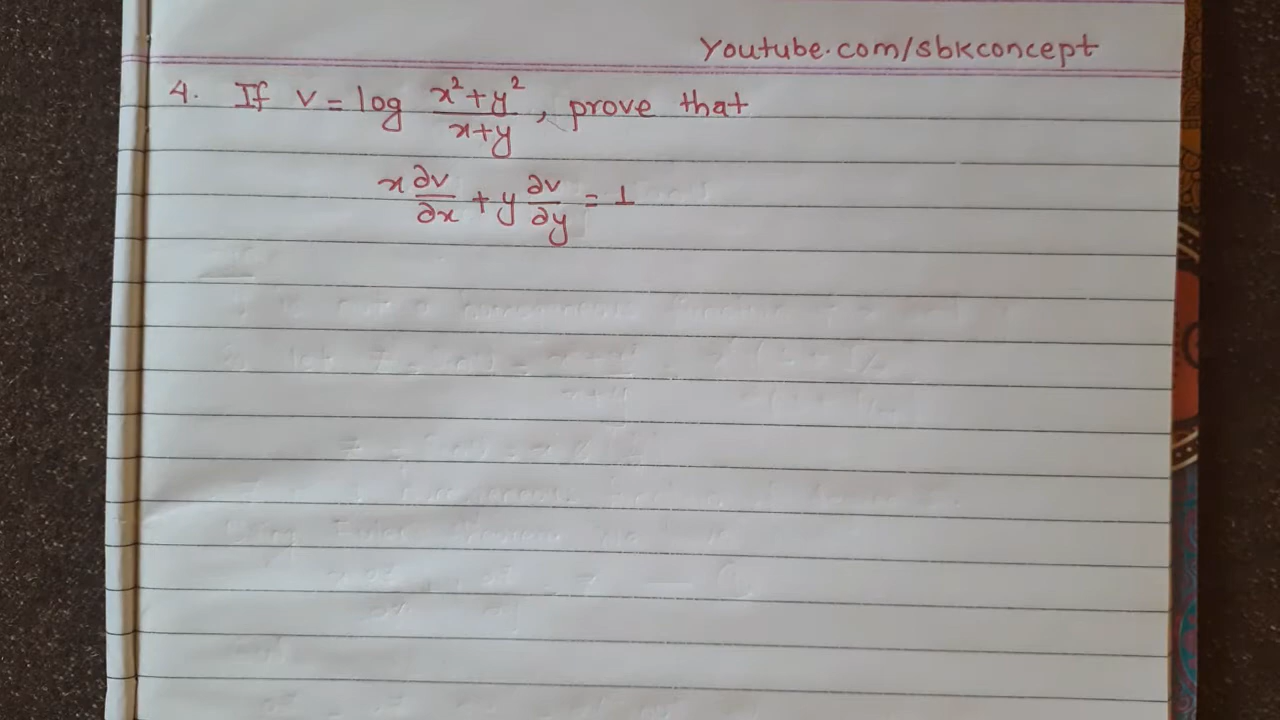 Youtube.com/sbkconcept
4. If v = log (x²+y²)/(x+y), prove that
x ∂v/∂x + y ∂v/∂y = 1